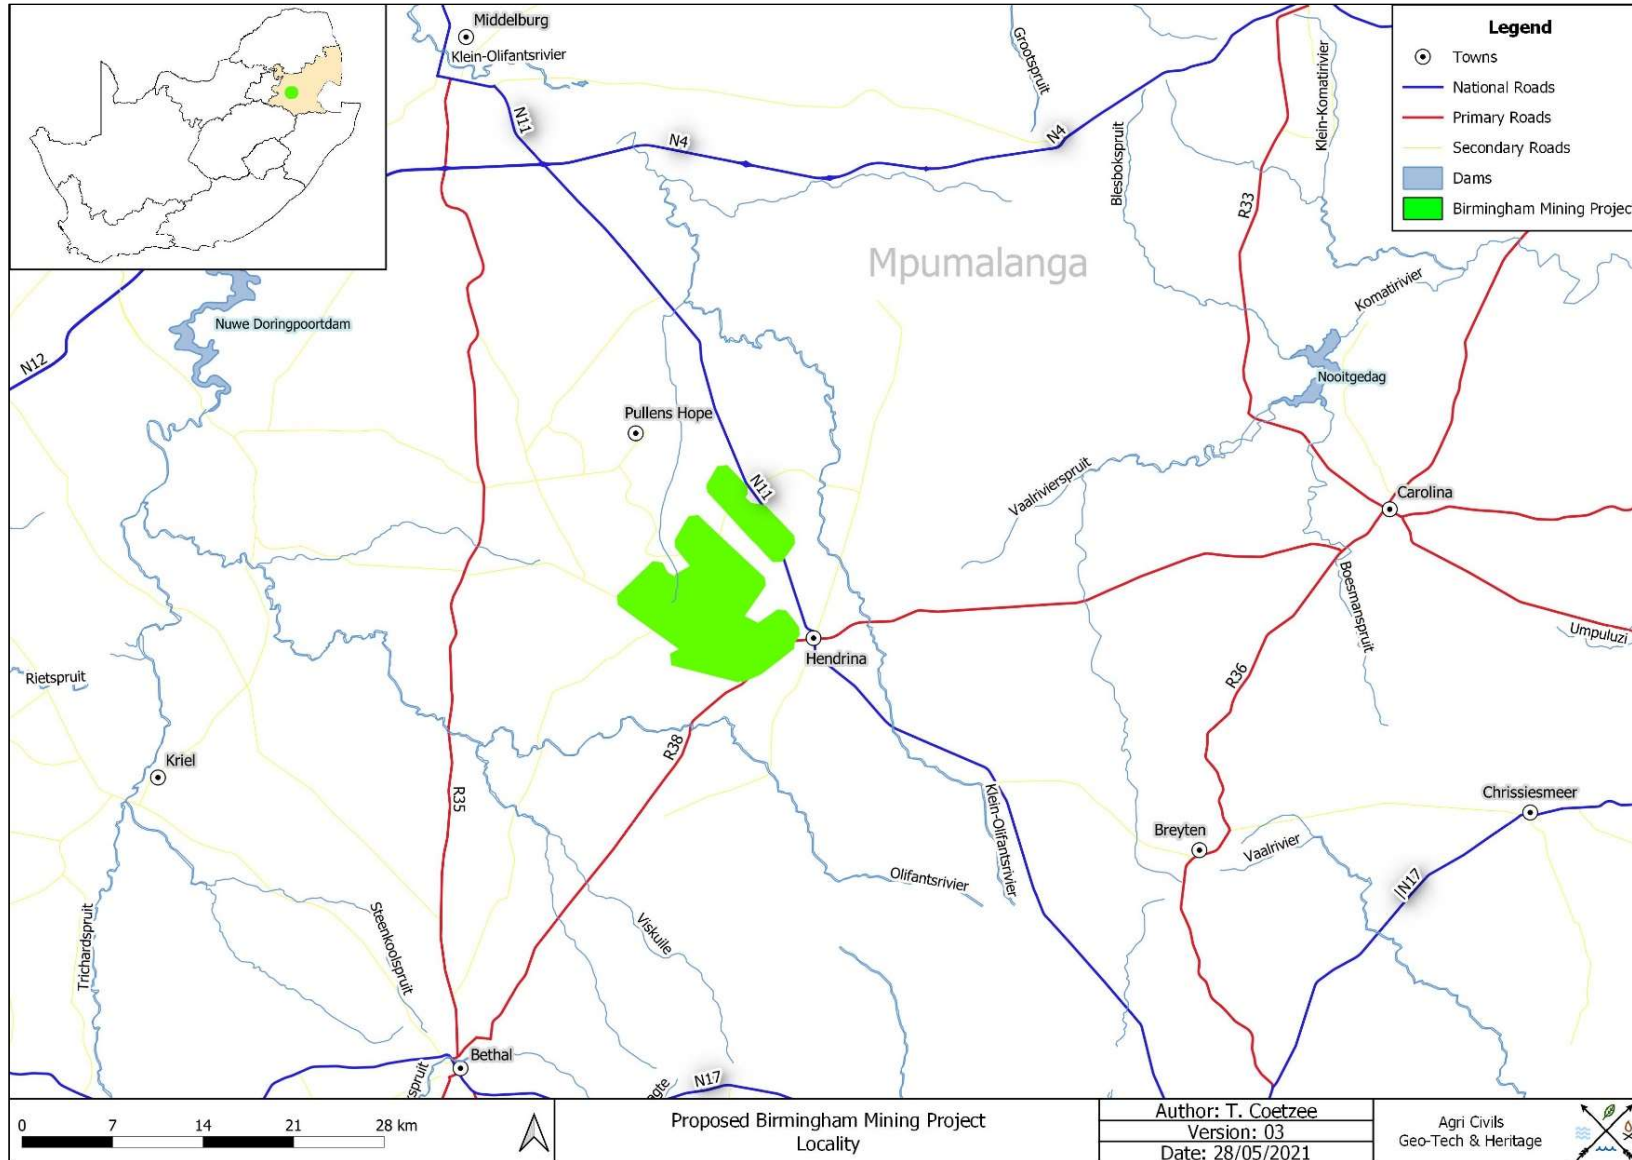 Middelburg
Klein-Olifantsrivier
Grootspruit
Klein-Komatirivier
Legend
Towns
National Roads
Primary Roads
Secondary Roads
Dams
Birmingham Mining Project
N11
N4
N4
Blesbokspruit
R33
Mpumalanga
Komatirivier
Nuwe Doringpoortdam
N12
Nooitgedag
Pullens Hope
N11
Vaalrivierspruit
Carolina
Boesmanspruit
Umpuluzi
Hendrina
Rietspruit
R36
R38
Kriel
R35
Klein-Olifantsrivier
Chrissiesmeer
Breyten
Vaalrivier
Olifantsrivier
N17
Trichardspruit
Steenkoolspruit
Viskuile
Bethal
spruit
agte
N17
0 7 14 21 28 km
Proposed Birmingham Mining Project
Locality
Author: T. Coetzee
Version: 03
Date: 28/05/2021
Agri Civils
Geo-Tech & Heritage